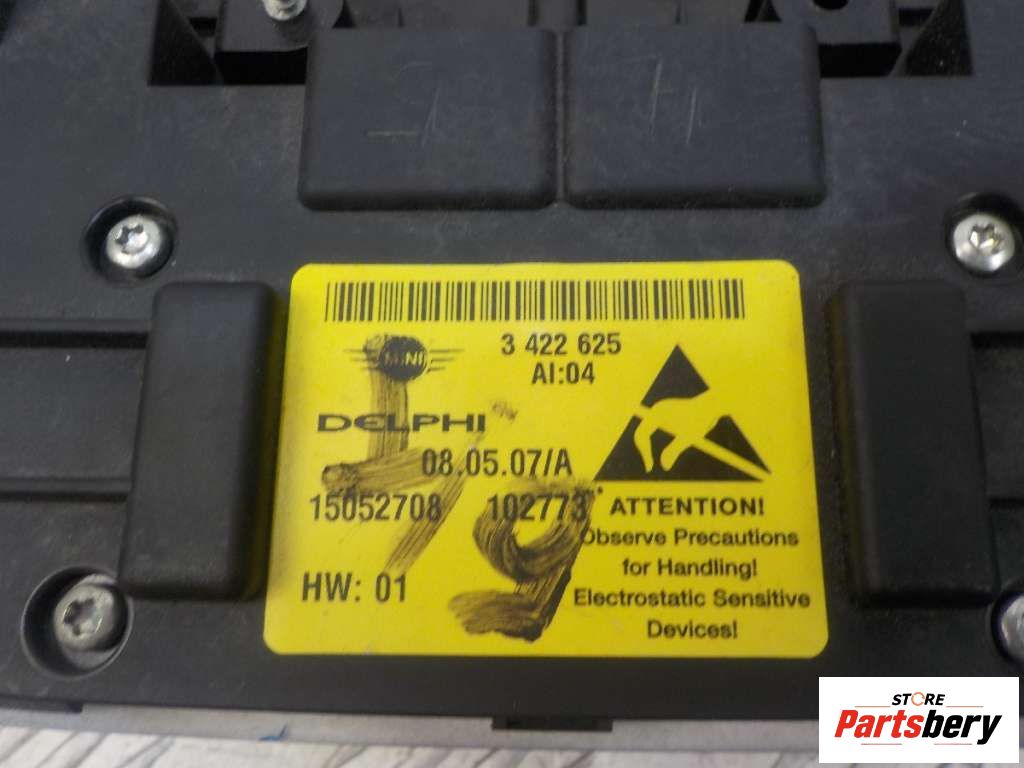 3 422 625
AI:04
MINI
DELPHI
08.05.07/A
15052708 102773
HW: 01
ATTENTION!
Observe Precautions
for Handling!
Electrostatic Sensitive
Devices!
STORE
Partsbery